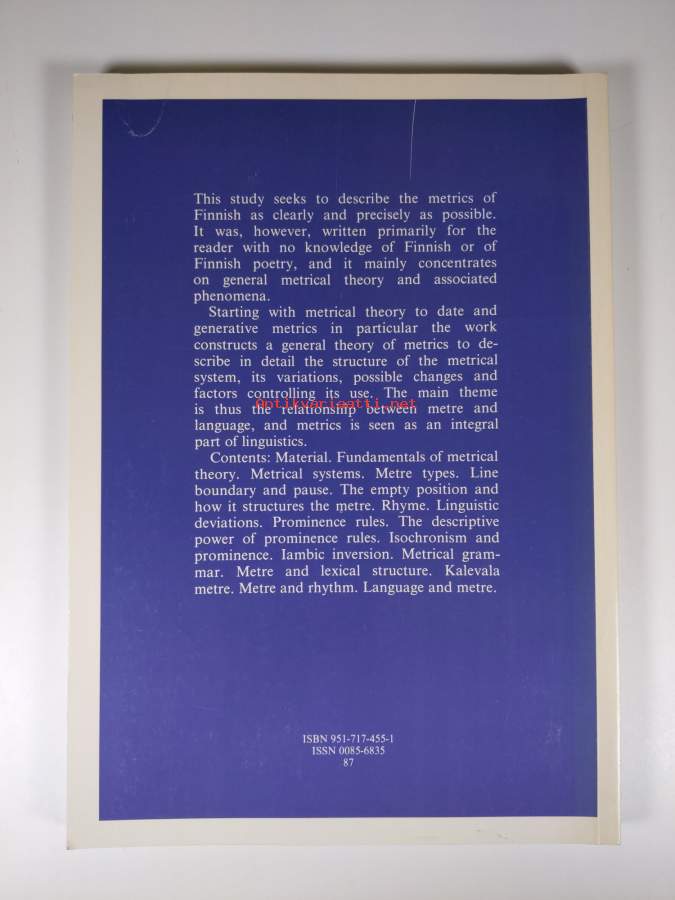 This study seeks to describe the metrics of
Finnish as clearly and precisely as possible.
It was, however, written primarily for the
reader with no knowledge of Finnish or of
Finnish poetry, and it mainly concentrates
on general metrical theory and associated
phenomena.
Starting with metrical theory to date and
generative metrics in particular the work
constructs a general theory of metrics to de-
scribe in detail the structure of the metrical
system, its variations, possible changes and
factors controlling its use. The main theme
Optikvariaatti.net
is thus the relationship between metre and
language, and metrics is seen as an integral
part of linguistics.
Contents: Material. Fundamentals of metrical
theory. Metrical systems. Metre types. Line
boundary and pause. The empty position and
how it structures the metre. Rhyme. Linguistic
deviations. Prominence rules. The descriptive
power of prominence rules. Isochronism and
prominence. Iambic inversion. Metrical gram-
mar. Metre and lexical structure. Kalevala
metre. Metre and rhythm. Language and metre.
ISBN 951-717-455-1
ISSN 0085-6835
87